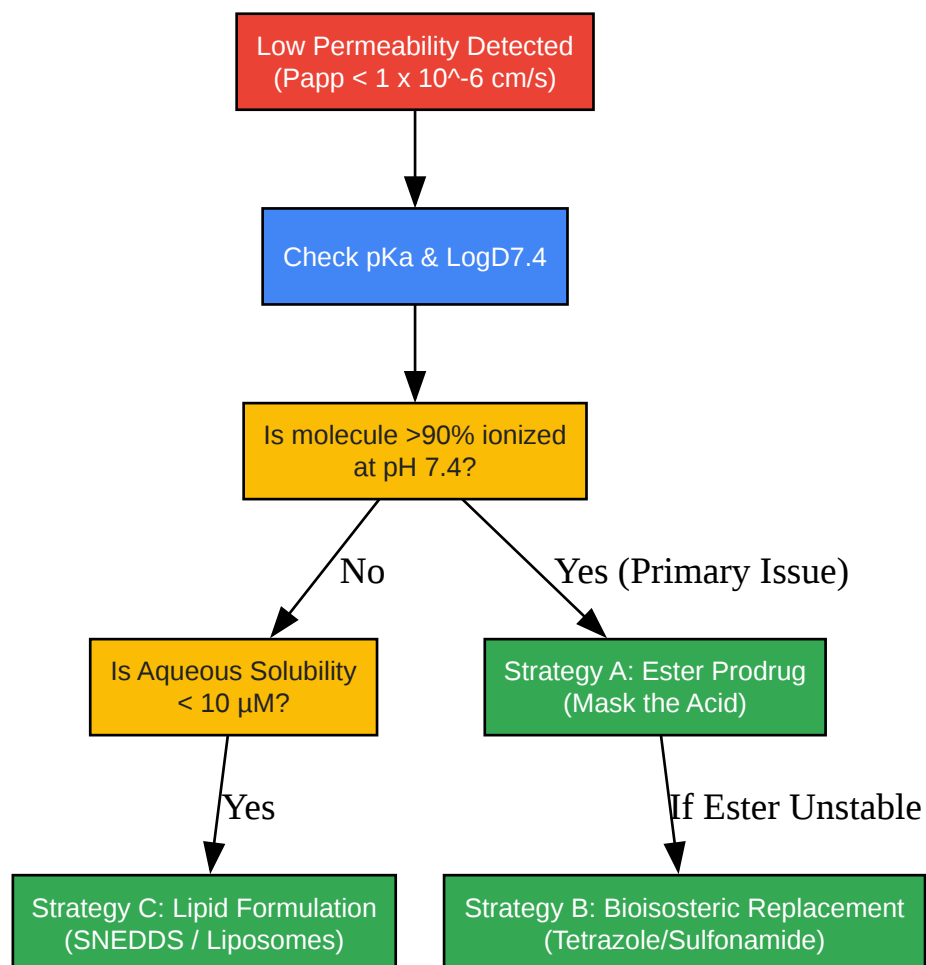 Low Permeability Detected
(Papp < 1 x 10^-6 cm/s)
Check pKa & LogD7.4
Is molecule >90% ionized
at pH 7.4?
No
Yes (Primary Issue)
Is Aqueous Solubility
< 10 µM?
Strategy A: Ester Prodrug
(Mask the Acid)
Yes
If Ester Unstable
Strategy C: Lipid Formulation
(SNEDDS / Liposomes)
Strategy B: Bioisosteric Replacement
(Tetrazole/Sulfonamide)